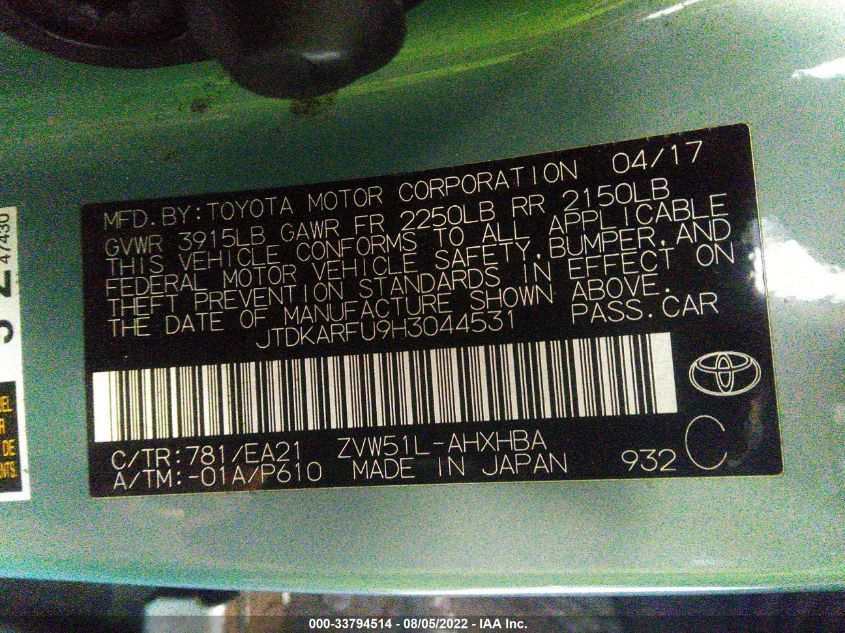 MFD.BY:TOYOTA MOTOR CORPORATION 04/17
GVWR 3915LB GAWR FR 2250LB RR 2150LB
THIS VEHICLE CONFORMS TO ALL APPLICABLE
FEDERAL MOTOR VEHICLE SAFETY,BUMPER,AND
THEFT PREVENTION STANDARDS IN EFFECT ON
THE DATE OF MANUFACTURE SHOWN ABOVE.
JTDKARFU9H3044531 PASS.CAR
C/TR:781/EA21 ZVW51L-AHXHBA
A/TM:-01A/P610 MADE IN JAPAN 932 C
47430
DE
000-33794514 - 08/05/2022 - IAA Inc.